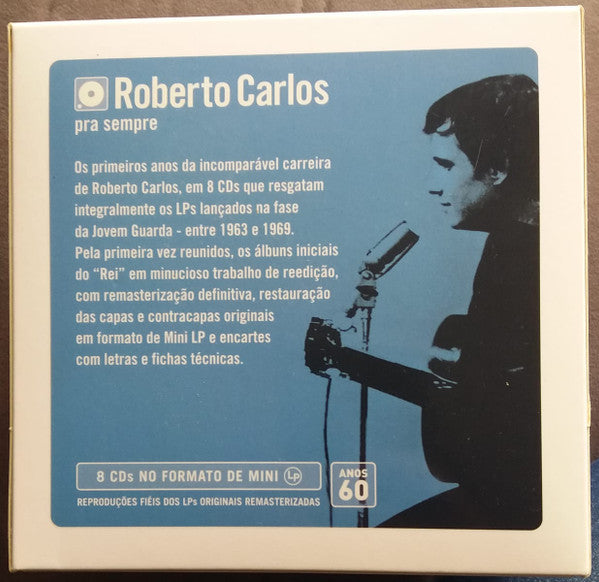 Roberto Carlos
pra sempre
Os primeiros anos da incomparável carreira
de Roberto Carlos, em 8 CDs que resgatam
integralmente os LPs lançados na fase
da Jovem Guarda - entre 1963 e 1969.
Pela primeira vez reunidos, os álbuns iniciais
do “Rei” em minucioso trabalho de reedição,
com remasterização definitiva, restauração
das capas e contracapas originais
em formato de Mini LP e encartes
com letras e fichas técnicas.
8 CDs NO FORMATO DE MINI Lp
ANOS
60
REPRODUÇÕES FIÉIS DOS LPs ORIGINAIS REMASTERIZADAS